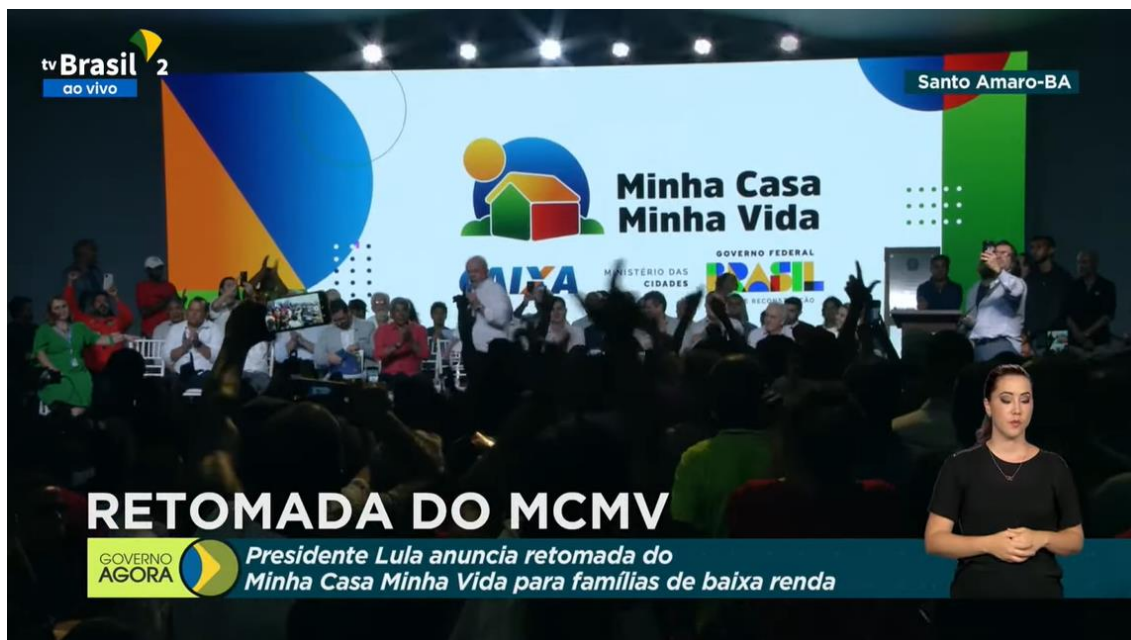 tv Brasil 2
ao vivo
Santo Amaro-BA
Minha Casa
Minha Vida
GOVERNO FEDERAL
CAIXA
MINISTÉRIO DAS
CIDADES
BRASIL
RECONSTRUÇÃO
RETOMADA DO MCMV
GOVERNO
AGORA
Presidente Lula anuncia retomada do
Minha Casa Minha Vida para famílias de baixa renda